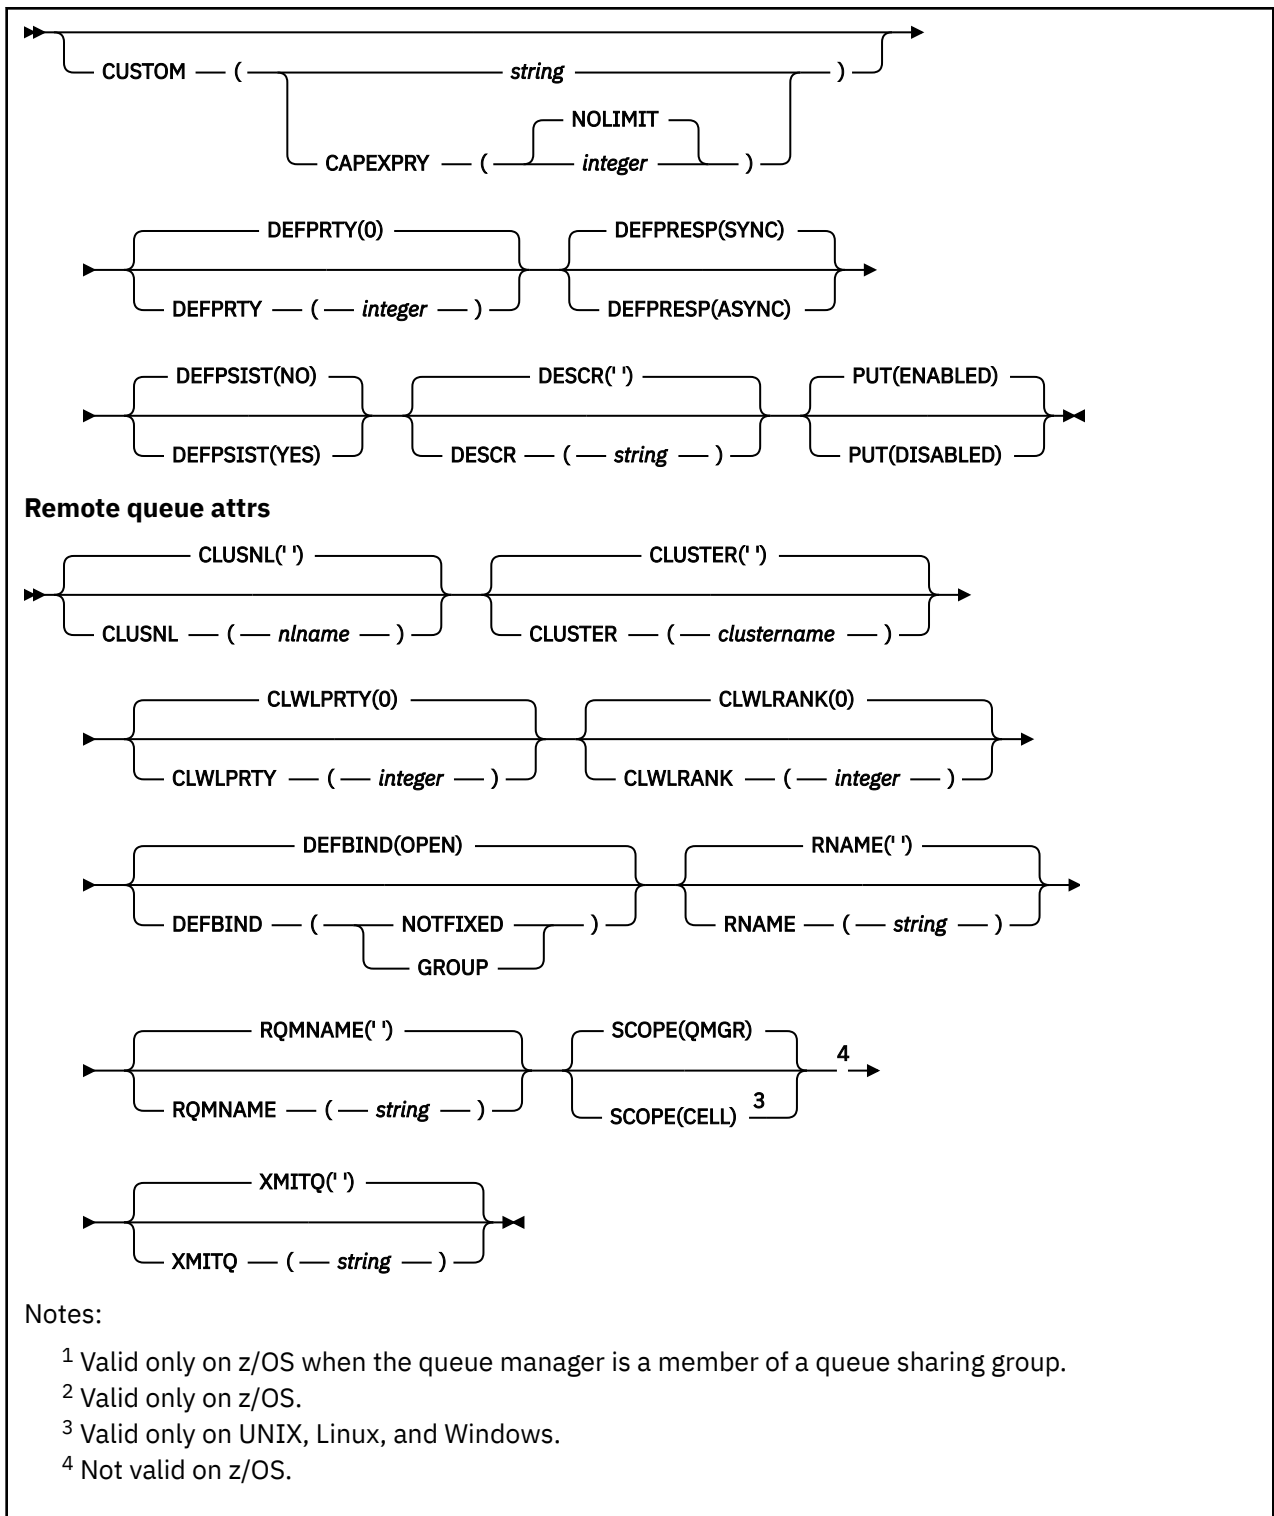 CUSTOM ( string )
NOLIMIT
CAPEXPRY ( integer )
DEFPRTY(0) DEFPRESP(SYNC)
DEFPRTY ( integer ) DEFPRESP(ASYNC)
DEFPSIST(NO) DESCR(' ') PUT(ENABLED)
DEFPSIST(YES) DESCR ( string ) PUT(DISABLED)
Remote queue attrs
CLUSNL(' ') CLUSTER(' ')
CLUSNL ( nlname ) CLUSTER ( clustername )
CLWLPRTY(0) CLWLRANK(0)
CLWLPRTY ( integer ) CLWLRANK ( integer )
DEFBIND(OPEN) RNAME(' ')
DEFBIND ( NOTFIXED ) RNAME ( string )
GROUP
RQMNAME(' ') SCOPE(QMGR) 4
RQMNAME ( string ) SCOPE(CELL) 3
XMITQ(' ')
XMITQ ( string )
Notes:
1 Valid only on z/OS when the queue manager is a member of a queue sharing group.
2 Valid only on z/OS.
3 Valid only on UNIX, Linux, and Windows.
4 Not valid on z/OS.